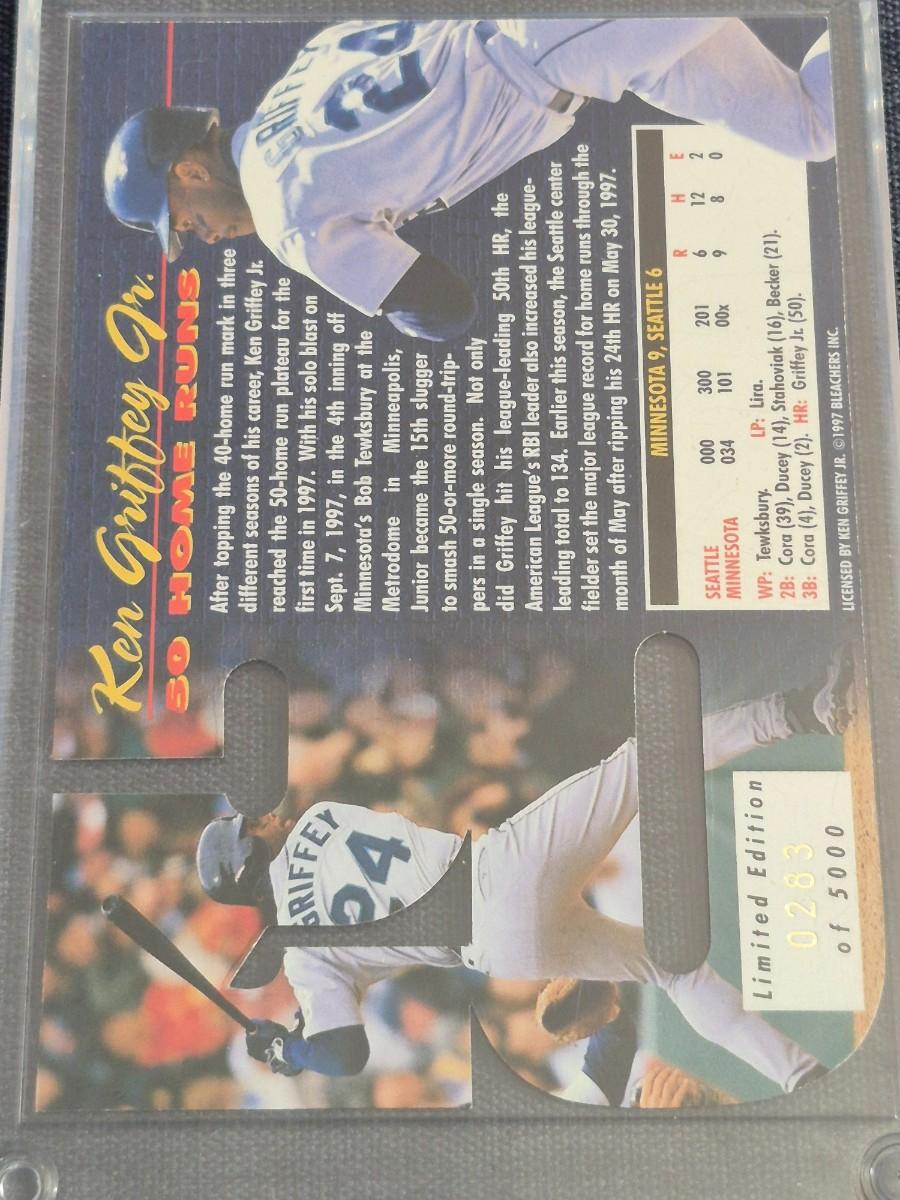 Ken Griffey Jr.
50 HOME RUNS
After topping the 40-home run mark in three
different seasons of his career, Ken Griffey Jr.
reached the 50-home run plateau for the
first time in 1997. With his solo blast on
Sept. 7, 1997, in the 4th inning off
Minnesota's Bob Tewksbury at the
Metrodome in Minneapolis,
Junior became the 15th slugger
to smash 50-or-more round-trip-
pers in a single season. Not only
did Griffey hit his league-leading 50th HR, the
American League's RBI leader also increased his league-
leading total to 134. Earlier this season, the Seattle center
fielder set the major league record for home runs through the
month of May after ripping his 24th HR on May 30, 1997.
MINNESOTA 9, SEATTLE 6
R H E
SEATTLE 000 300 201 6 12 2
MINNESOTA 034 101 00x 9 8 0
WP: Tewksbury. LP: Lira.
2B: Cora (39), Ducey (14), Stahoviak (16), Becker (21).
3B: Cora (4), Ducey (2). HR: Griffey Jr. (50).
LICENSED BY KEN GRIFFEY JR. ©1997 BLEACHERS INC.
GRIFFEY
24
GRIFFEY
24
Limited Edition
0283
of 5000